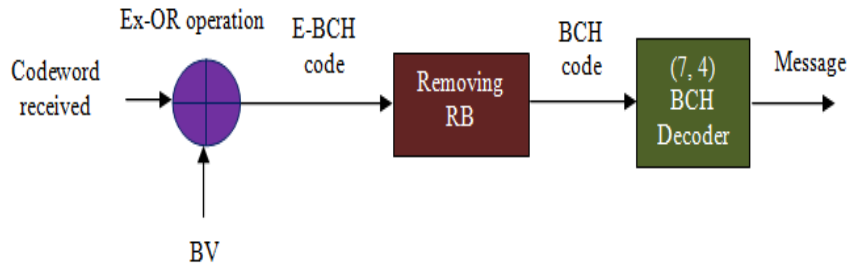 Ex-OR operation
Codeword
received
E-BCH
code
Removing
RB
BCH
code
(7, 4)
BCH
Decoder
Message
BV